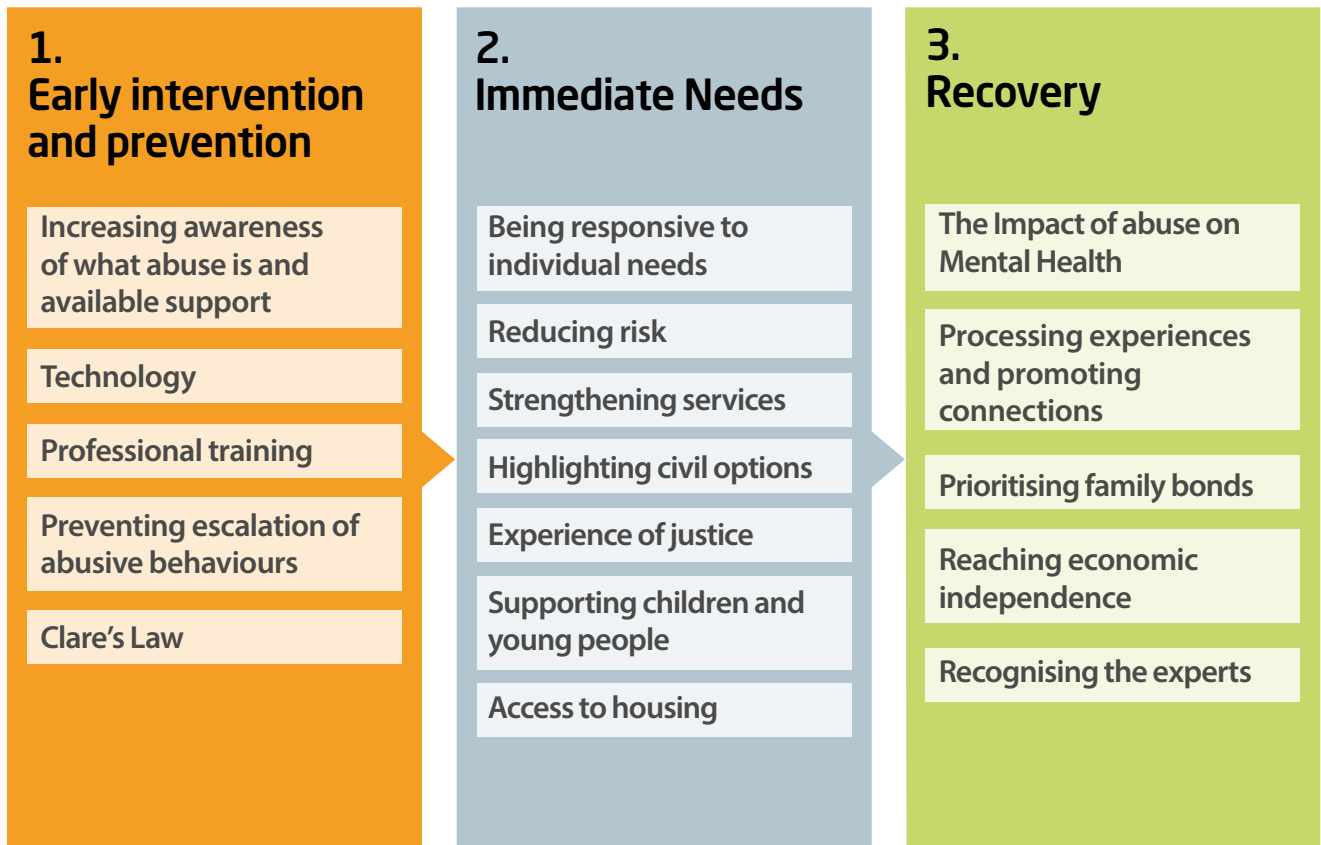 1.
Early intervention
and prevention
Increasing awareness
of what abuse is and
available support
Technology
Professional training
Preventing escalation of
abusive behaviours
Clare’s Law
2.
Immediate Needs
Being responsive to
individual needs
Reducing risk
Strengthening services
Highlighting civil options
Experience of justice
Supporting children and
young people
Access to housing
3.
Recovery
The Impact of abuse on
Mental Health
Processing experiences
and promoting
connections
Prioritising family bonds
Reaching economic
independence
Recognising the experts